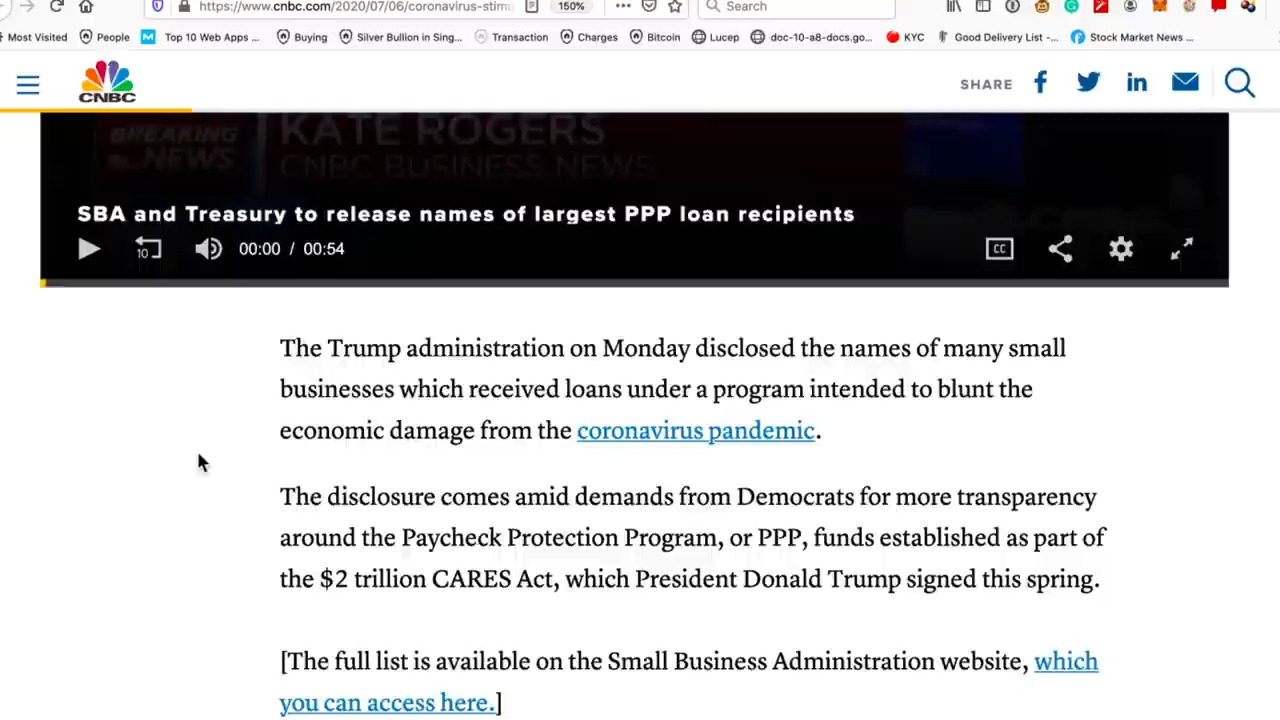 https://www.cnbc.com/2020/07/06/coronavirus-stimu
150%
Search
Most Visited
People
Top 10 Web Apps ...
Buying
Silver Bullion in Sing...
Transaction
Charges
Bitcoin
Lucep
doc-10-a8-docs.go...
KYC
Good Delivery List -...
Stock Market News ...
CNBC
SHARE
BREAKING
NEWS
KATE ROGERS
CNBC BUSINESS NEWS
SBA and Treasury to release names of largest PPP loan recipients
10
00:00 / 00:54
CC
The Trump administration on Monday disclosed the names of many small
businesses which received loans under a program intended to blunt the
economic damage from the coronavirus pandemic.
The disclosure comes amid demands from Democrats for more transparency
around the Paycheck Protection Program, or PPP, funds established as part of
the $2 trillion CARES Act, which President Donald Trump signed this spring.
[The full list is available on the Small Business Administration website, which
you can access here.]